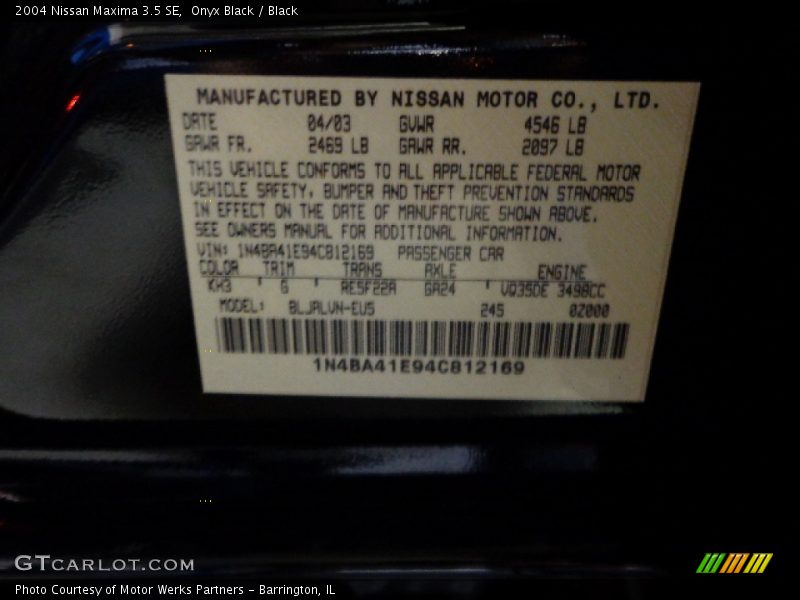 2004 Nissan Maxima 3.5 SE,  Onyx Black / Black
MANUFACTURED BY NISSAN MOTOR CO., LTD.
DATE 04/03 GVWR 4546 LB
GAWR FR. 2469 LB GAWR RR. 2097 LB
THIS VEHICLE CONFORMS TO ALL APPLICABLE FEDERAL MOTOR
VEHICLE SAFETY, BUMPER AND THEFT PREVENTION STANDARDS
IN EFFECT ON THE DATE OF MANUFACTURE SHOWN ABOVE.
SEE OWNERS MANUAL FOR ADDITIONAL INFORMATION.
VIN: 1N4BA41E94C812169 PASSENGER CAR
COLOR TRIM TRANS AXLE ENGINE
KH3 G RE5F22A GA24 VQ35DE 3498CC
MODEL: BLJALVN-EUS 245 0Z000
1N4BA41E94C812169
GTCARLOT.COM
Photo Courtesy of Motor Werks Partners - Barrington, IL